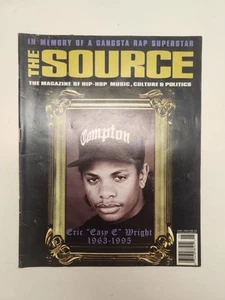 IN MEMORY OF A GANGSTA RAP SUPERSTAR
THE SOURCE
THE MAGAZINE OF HIP-HOP MUSIC, CULTURE & POLITICS
Compton
Eric "Eazy E" Wright
1963-1995